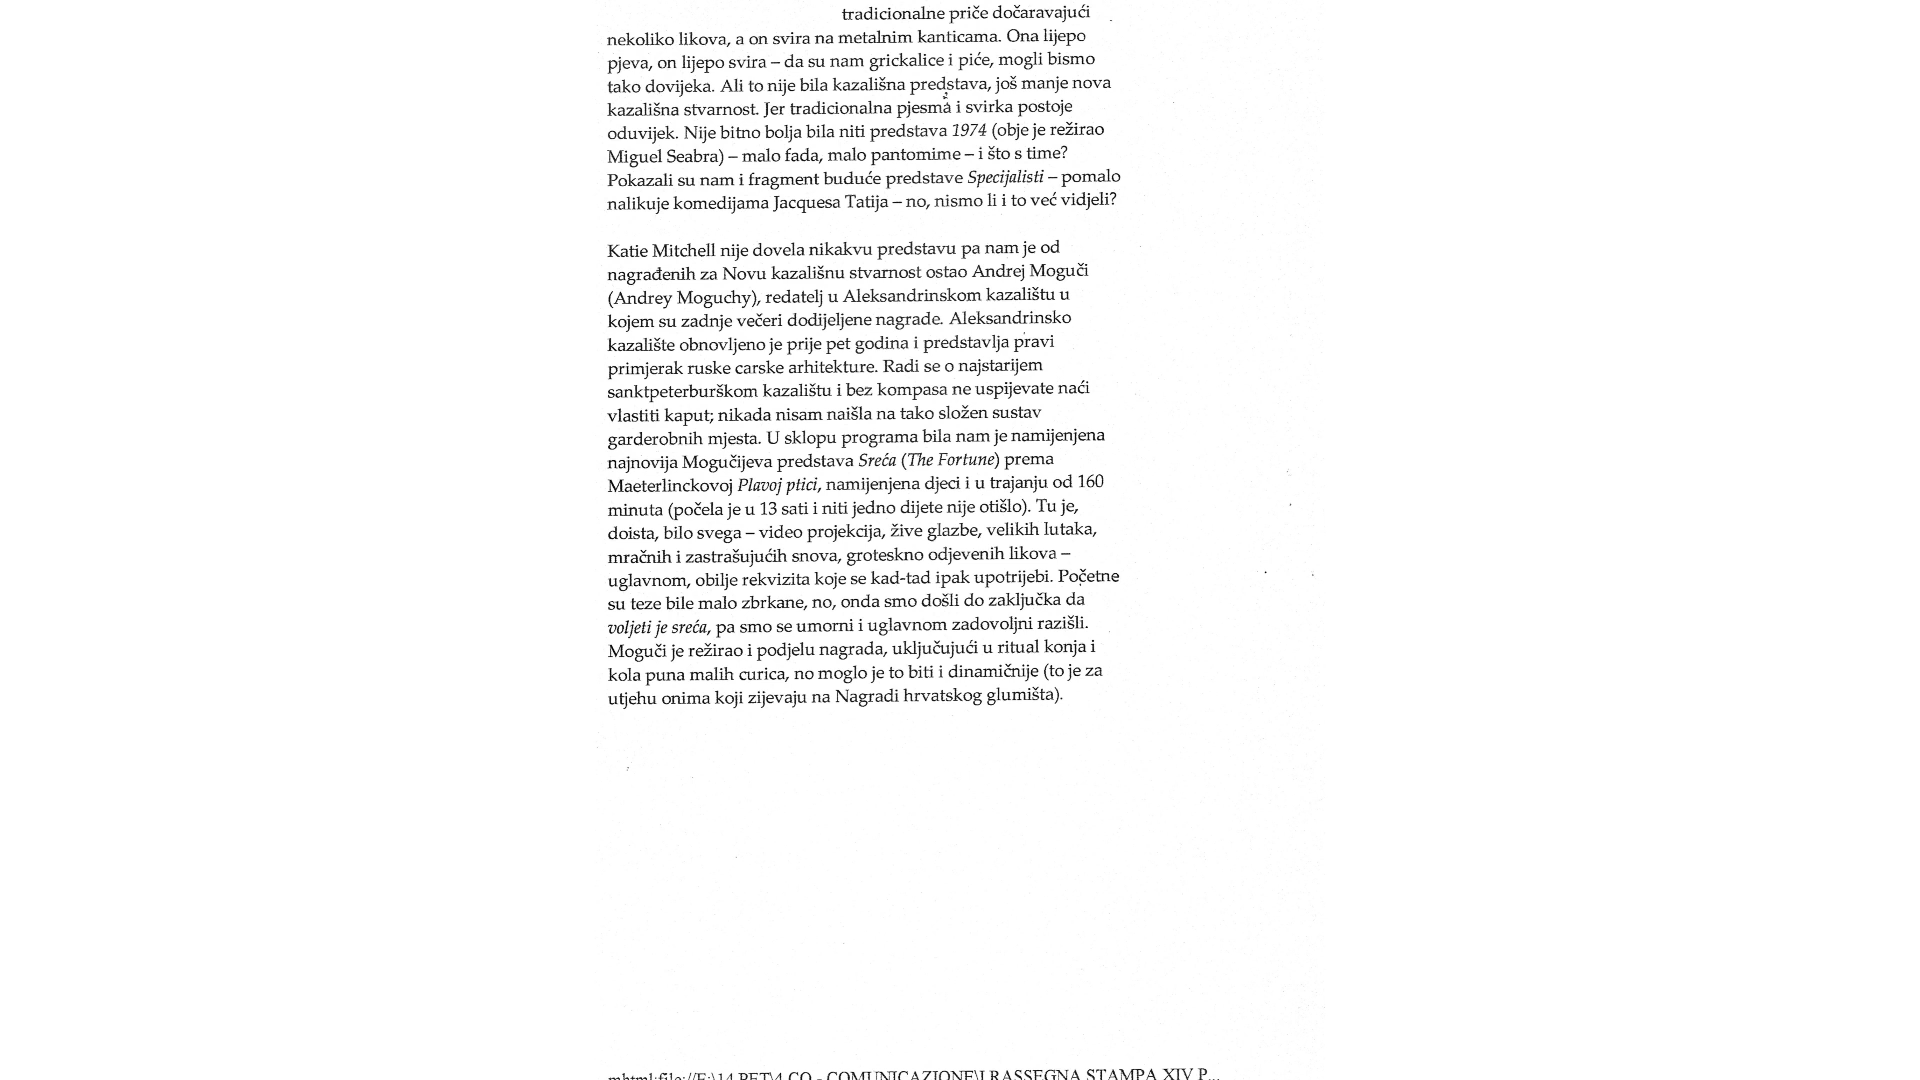 tradicionalne priče dočaravajući
nekoliko likova, a on svira na metalnim kanticama. Ona lijepo
pjeva, on lijepo svira – da su nam grickalice i piće, mogli bismo
tako dovijeka. Ali to nije bila kazališna predstava, još manje nova
kazališna stvarnost. Jer tradicionalna pjesma i svirka postoje
oduvijek. Nije bitno bolja bila niti predstava 1974 (obje je režirao
Miguel Seabra) – malo fada, malo pantomime – i što s time?
Pokazali su nam i fragment buduće predstave Specijalisti – pomalo
nalikuje komedijama Jacquesa Tatija – no, nismo li i to već vidjeli?
Katie Mitchell nije dovela nikakvu predstavu pa nam je od
nagrađenih za Novu kazališnu stvarnost ostao Andrej Moguči
(Andrey Moguchy), redatelj u Aleksandrinskom kazalištu u
kojem su zadnje večeri dodijeljene nagrade. Aleksandrinsko
kazalište obnovljeno je prije pet godina i predstavlja pravi
primjerak ruske carske arhitekture. Radi se o najstarijem
sanktpeterburškom kazalištu i bez kompasa ne uspijevate naći
vlastiti kaput; nikada nisam naišla na tako složen sustav
garderobnih mjesta. U sklopu programa bila nam je namijenjena
najnovija Mogučijeva predstava Sreća (The Fortune) prema
Maeterlinckovoj Plavoj ptici, namijenjena djeci i u trajanju od 160
minuta (počela je u 13 sati i niti jedno dijete nije otišlo). Tu je,
doista, bilo svega – video projekcija, žive glazbe, velikih lutaka,
mračnih i zastrašujućih snova, groteskno odjevenih likova –
uglavnom, obilje rekvizita koje se kad-tad ipak upotrijebi. Početne
su teze bile malo zbrkane, no, onda smo došli do zaključka da
voljeti je sreća, pa smo se umorni i uglavnom zadovoljni razišli.
Moguči je režirao i podjelu nagrada, uključujući u ritual konja i
kola puna malih curica, no moglo je to biti i dinamičnije (to je za
utjehu onima koji zijevaju na Nagradi hrvatskog glumišta).
mhtml:file://F:\14 PET\4 CO - COMUNICAZIONE\I RASSEGNA STAMPA XIV P...